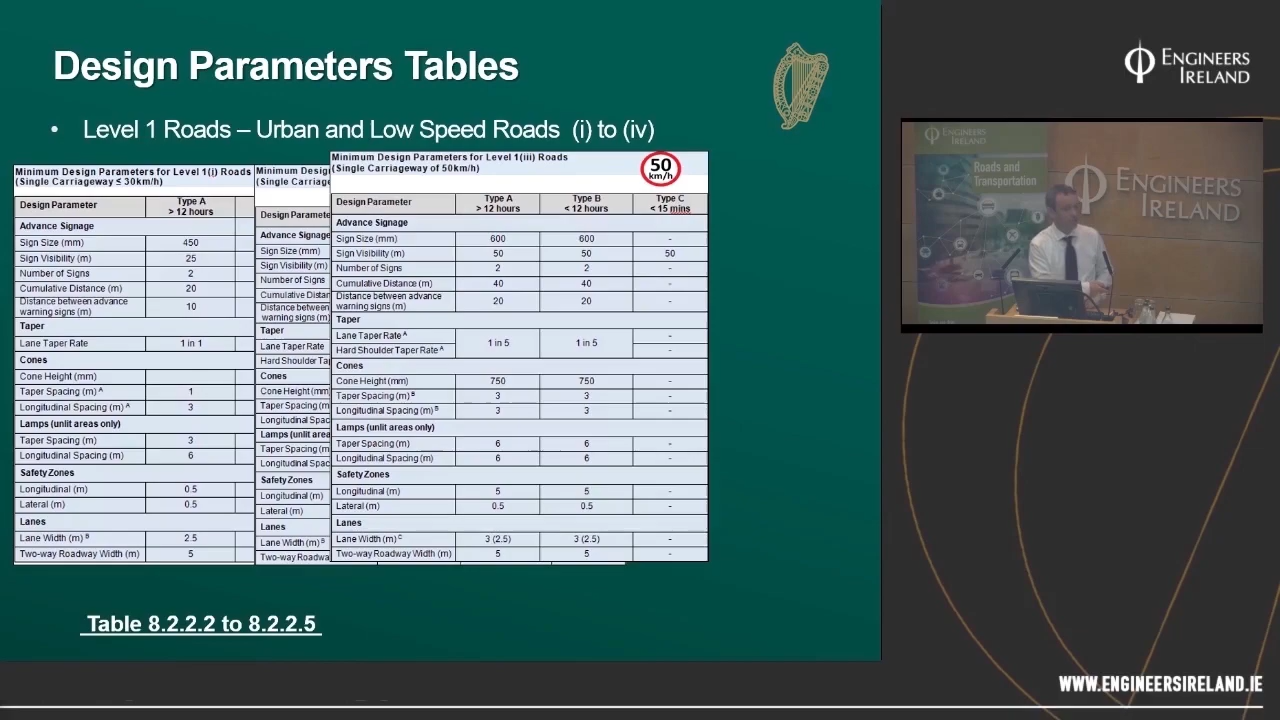 Design Parameters Tables
• Level 1 Roads – Urban and Low Speed Roads (i) to (iv)
Minimum Design Parameters for Level 1(i) Roads
(Single Carriageway ≤ 30km/h)
Design Parameter Type A > 12 hours
Advance Signage
Sign Size (mm) 450
Sign Visibility (m) 25
Number of Signs 2
Cumulative Distance (m) 20
Distance between advance warning signs (m) 10
Taper
Lane Taper Rate 1 in 1
Cones
Cone Height (mm)
Taper Spacing (m) A 1
Longitudinal Spacing (m) A 3
Lamps (unlit areas only)
Taper Spacing (m) 3
Longitudinal Spacing (m) 6
Safety Zones
Longitudinal (m) 0.5
Lateral (m) 0.5
Lanes
Lane Width (m) B 2.5
Two-way Roadway Width (m) 5
Minimum Desig
(Single Carriage
Design Paramete
Advance Signage
Sign Size (mm)
Sign Visibility (m)
Number of Signs
Cumulative Distan
Distance between
warning signs (m)
Taper
Lane Taper Rate
Hard Shoulder Tap
Cones
Cone Height (mm)
Taper Spacing (m)
Longitudinal Spac
Lamps (unlit area
Taper Spacing (m)
Longitudinal Spac
Safety Zones
Longitudinal (m)
Lateral (m)
Lanes
Lane Width (m) B
Two-way Roadwa
Minimum Design Parameters for Level 1(iii) Roads
(Single Carriageway of 50km/h)
50
km/h
Design Parameter Type A > 12 hours Type B < 12 hours Type C < 15 mins
Advance Signage
Sign Size (mm) 600 600 -
Sign Visibility (m) 50 50 50
Number of Signs 2 2 -
Cumulative Distance (m) 40 40 -
Distance between advance warning signs (m) 20 20 -
Taper
Lane Taper Rate A 1 in 5 1 in 5 -
Hard Shoulder Taper Rate A -
Cones
Cone Height (mm) 750 750 -
Taper Spacing (m) B 3 3 -
Longitudinal Spacing (m) B 3 3 -
Lamps (unlit areas only)
Taper Spacing (m) 6 6 -
Longitudinal Spacing (m) 6 6 -
Safety Zones
Longitudinal (m) 5 5 -
Lateral (m) 0.5 0.5 -
Lanes
Lane Width (m) C 3 (2.5) 3 (2.5) -
Two-way Roadway Width (m) 5 5 -
Table 8.2.2.2 to 8.2.2.5
ENGINEERS
IRELAND
ENGINEERS
IRELAND
Roads and
Transportation
ENGINEERS
IRELAND
WWW.ENGINEERSIRELAND.IE